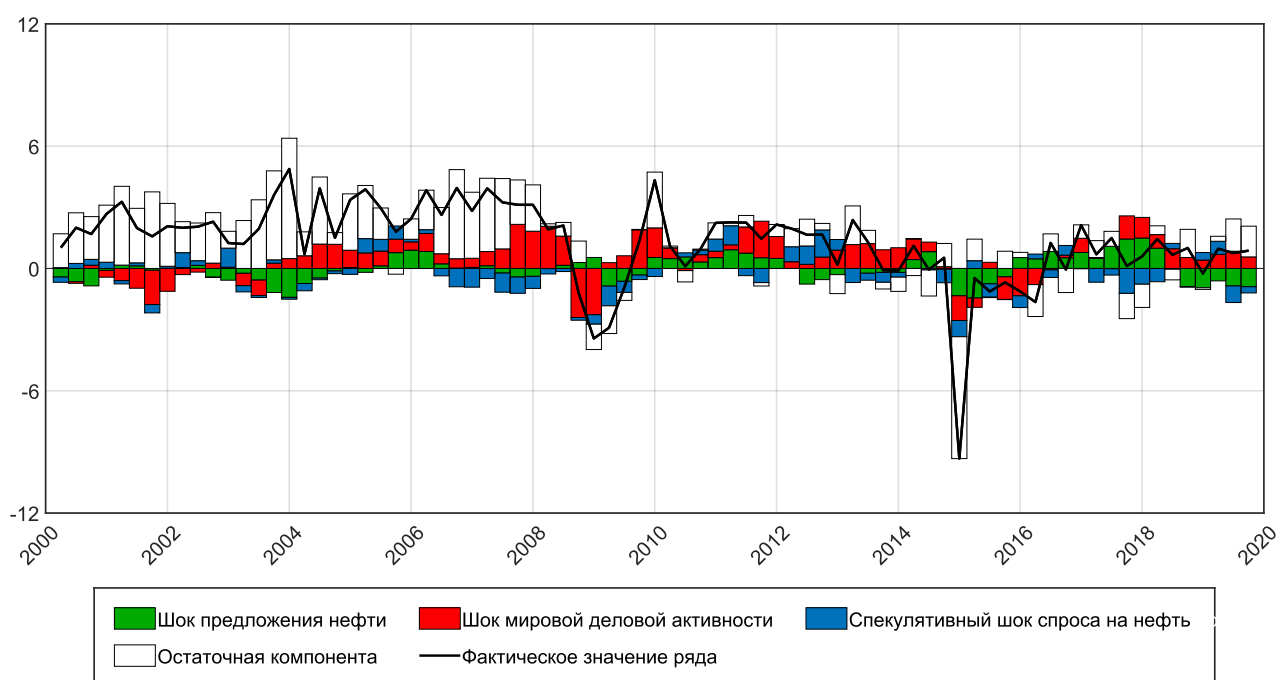 12
6
0
-6
-12
2000 2002 2004 2006 2008 2010 2012 2014 2016 2018 2020
Шок предложения нефти Шок мировой деловой активности Спекулятивный шок спроса на нефть
Остаточная компонента Фактическое значение ряда